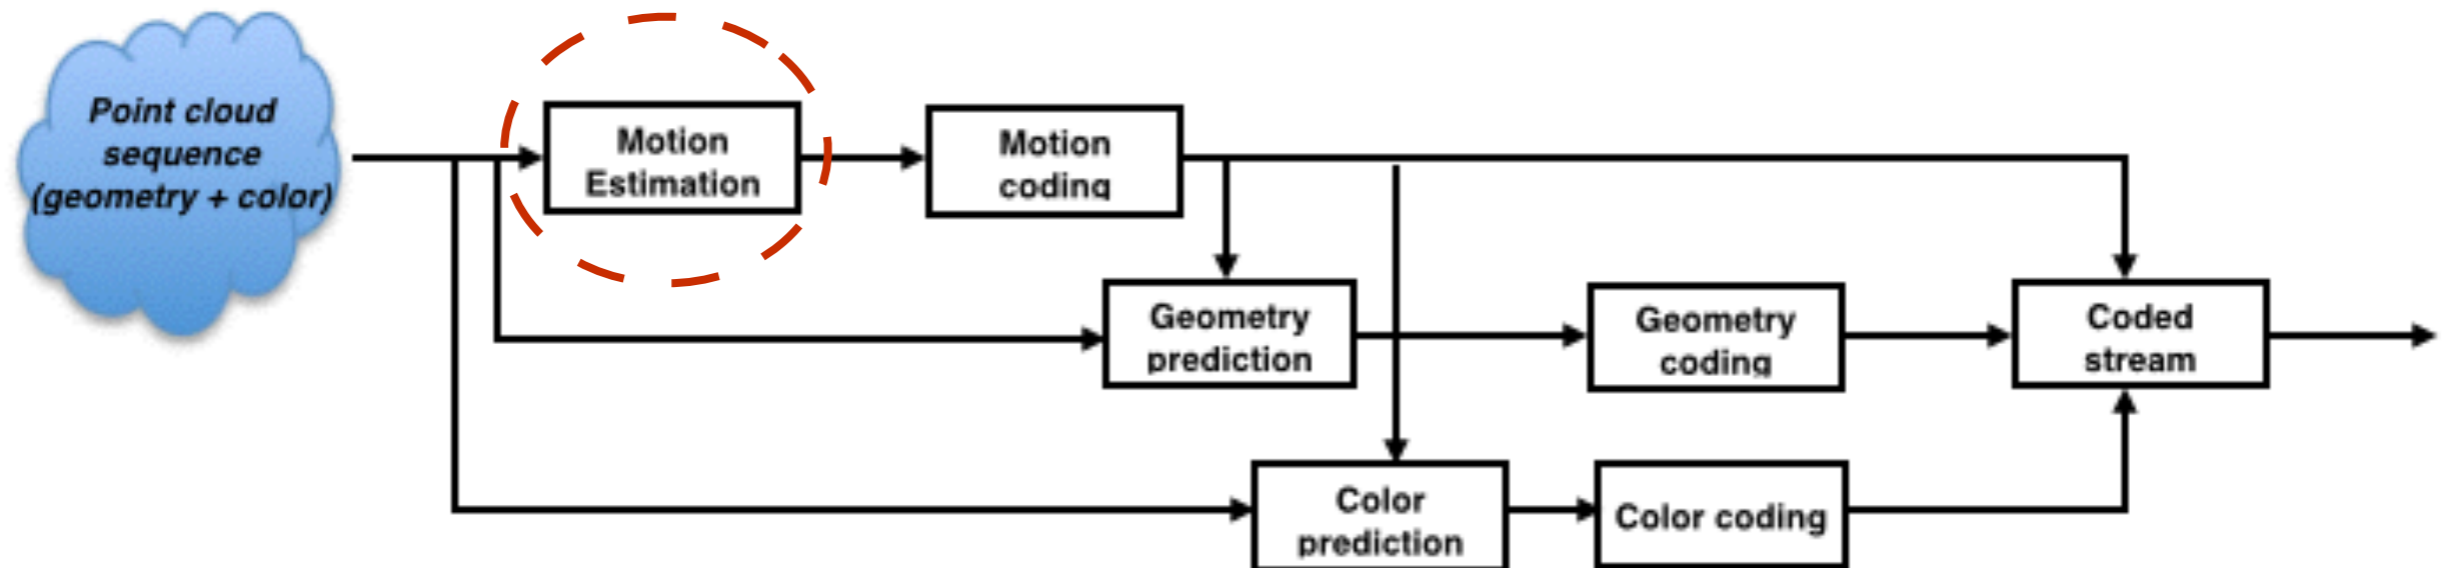 Point cloud
sequence
(geometry + color)
Motion
Estimation
Motion
coding
Geometry
prediction
Geometry
coding
Coded
stream
Color
prediction
Color coding